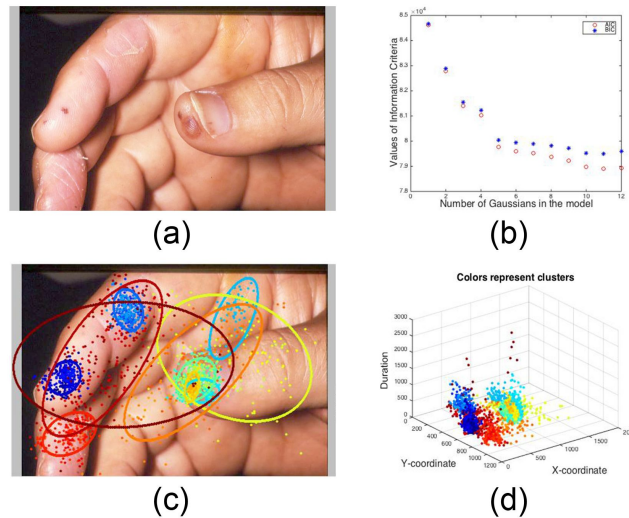 (a)
×10⁴
8.5
8.4
8.3
8.2
8.1
8
7.9
7.8
Values of Information Criteria
AIC
BIC
0 2 4 6 8 10 12
Number of Gaussians in the model
(b)
(c)
Colors represent clusters
3000
2500
2000
1500
1000
500
0
Duration
200
400
600
800
1000
1200
Y-coordinate
0
500
1000
1500
X-coordinate
(d)